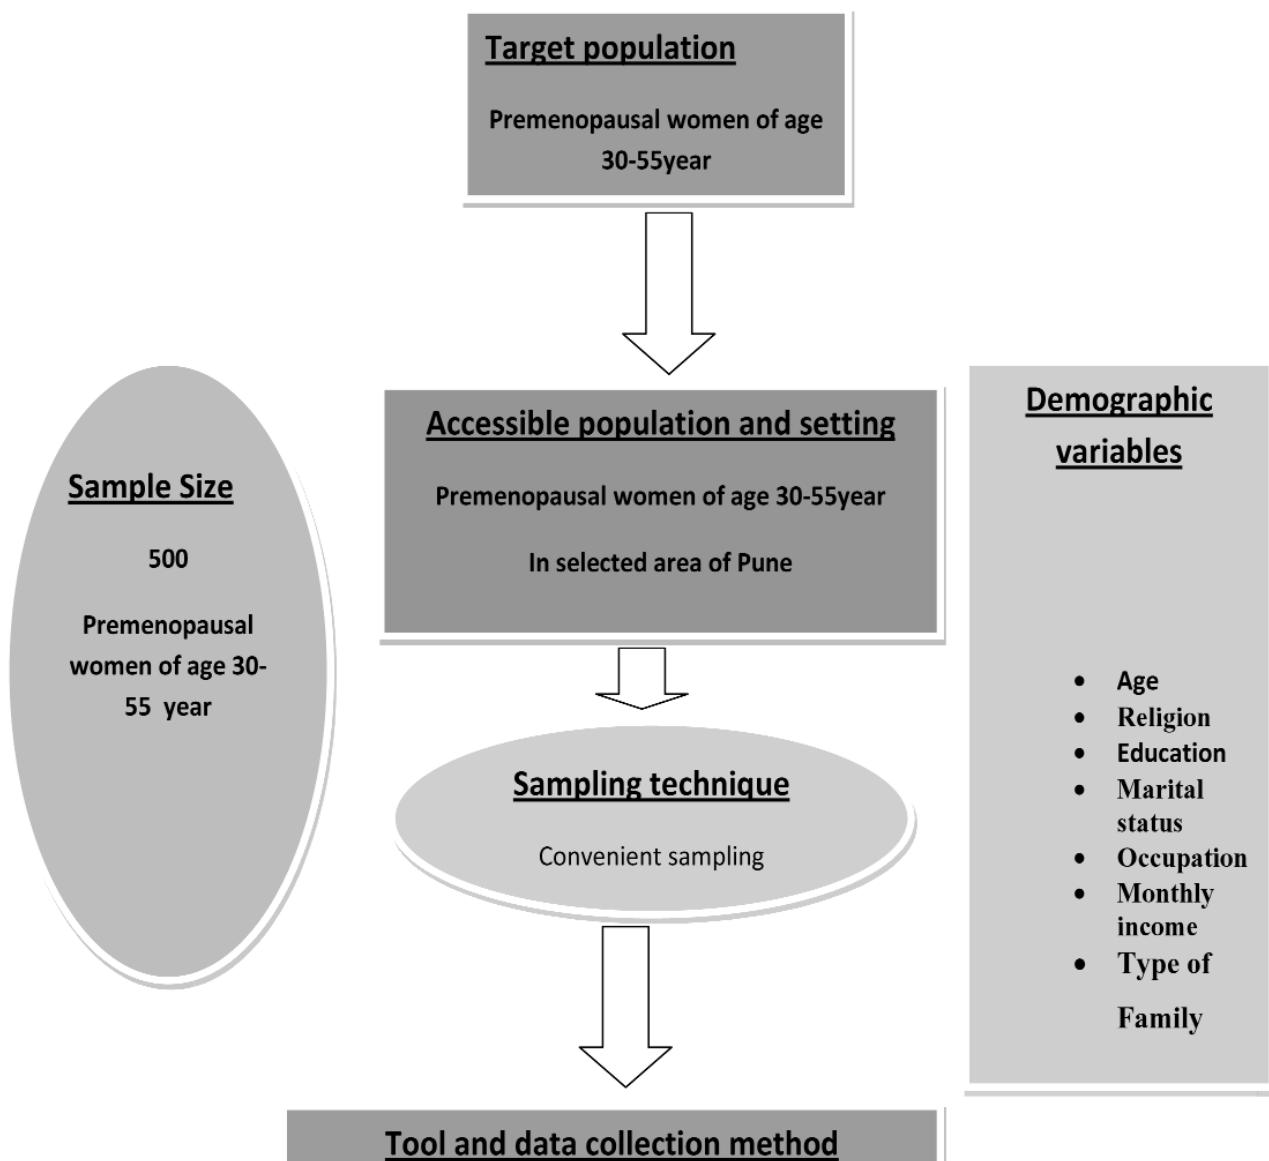 Target population
Premenopausal women of age
30-55year
Sample Size
500
Premenopausal
women of age 30-
55 year
Accessible population and setting
Premenopausal women of age 30-55year
In selected area of Pune
Demographic
variables
• Age
• Religion
• Education
• Marital
status
• Occupation
• Monthly
income
• Type of
Family
Sampling technique
Convenient sampling
Tool and data collection method